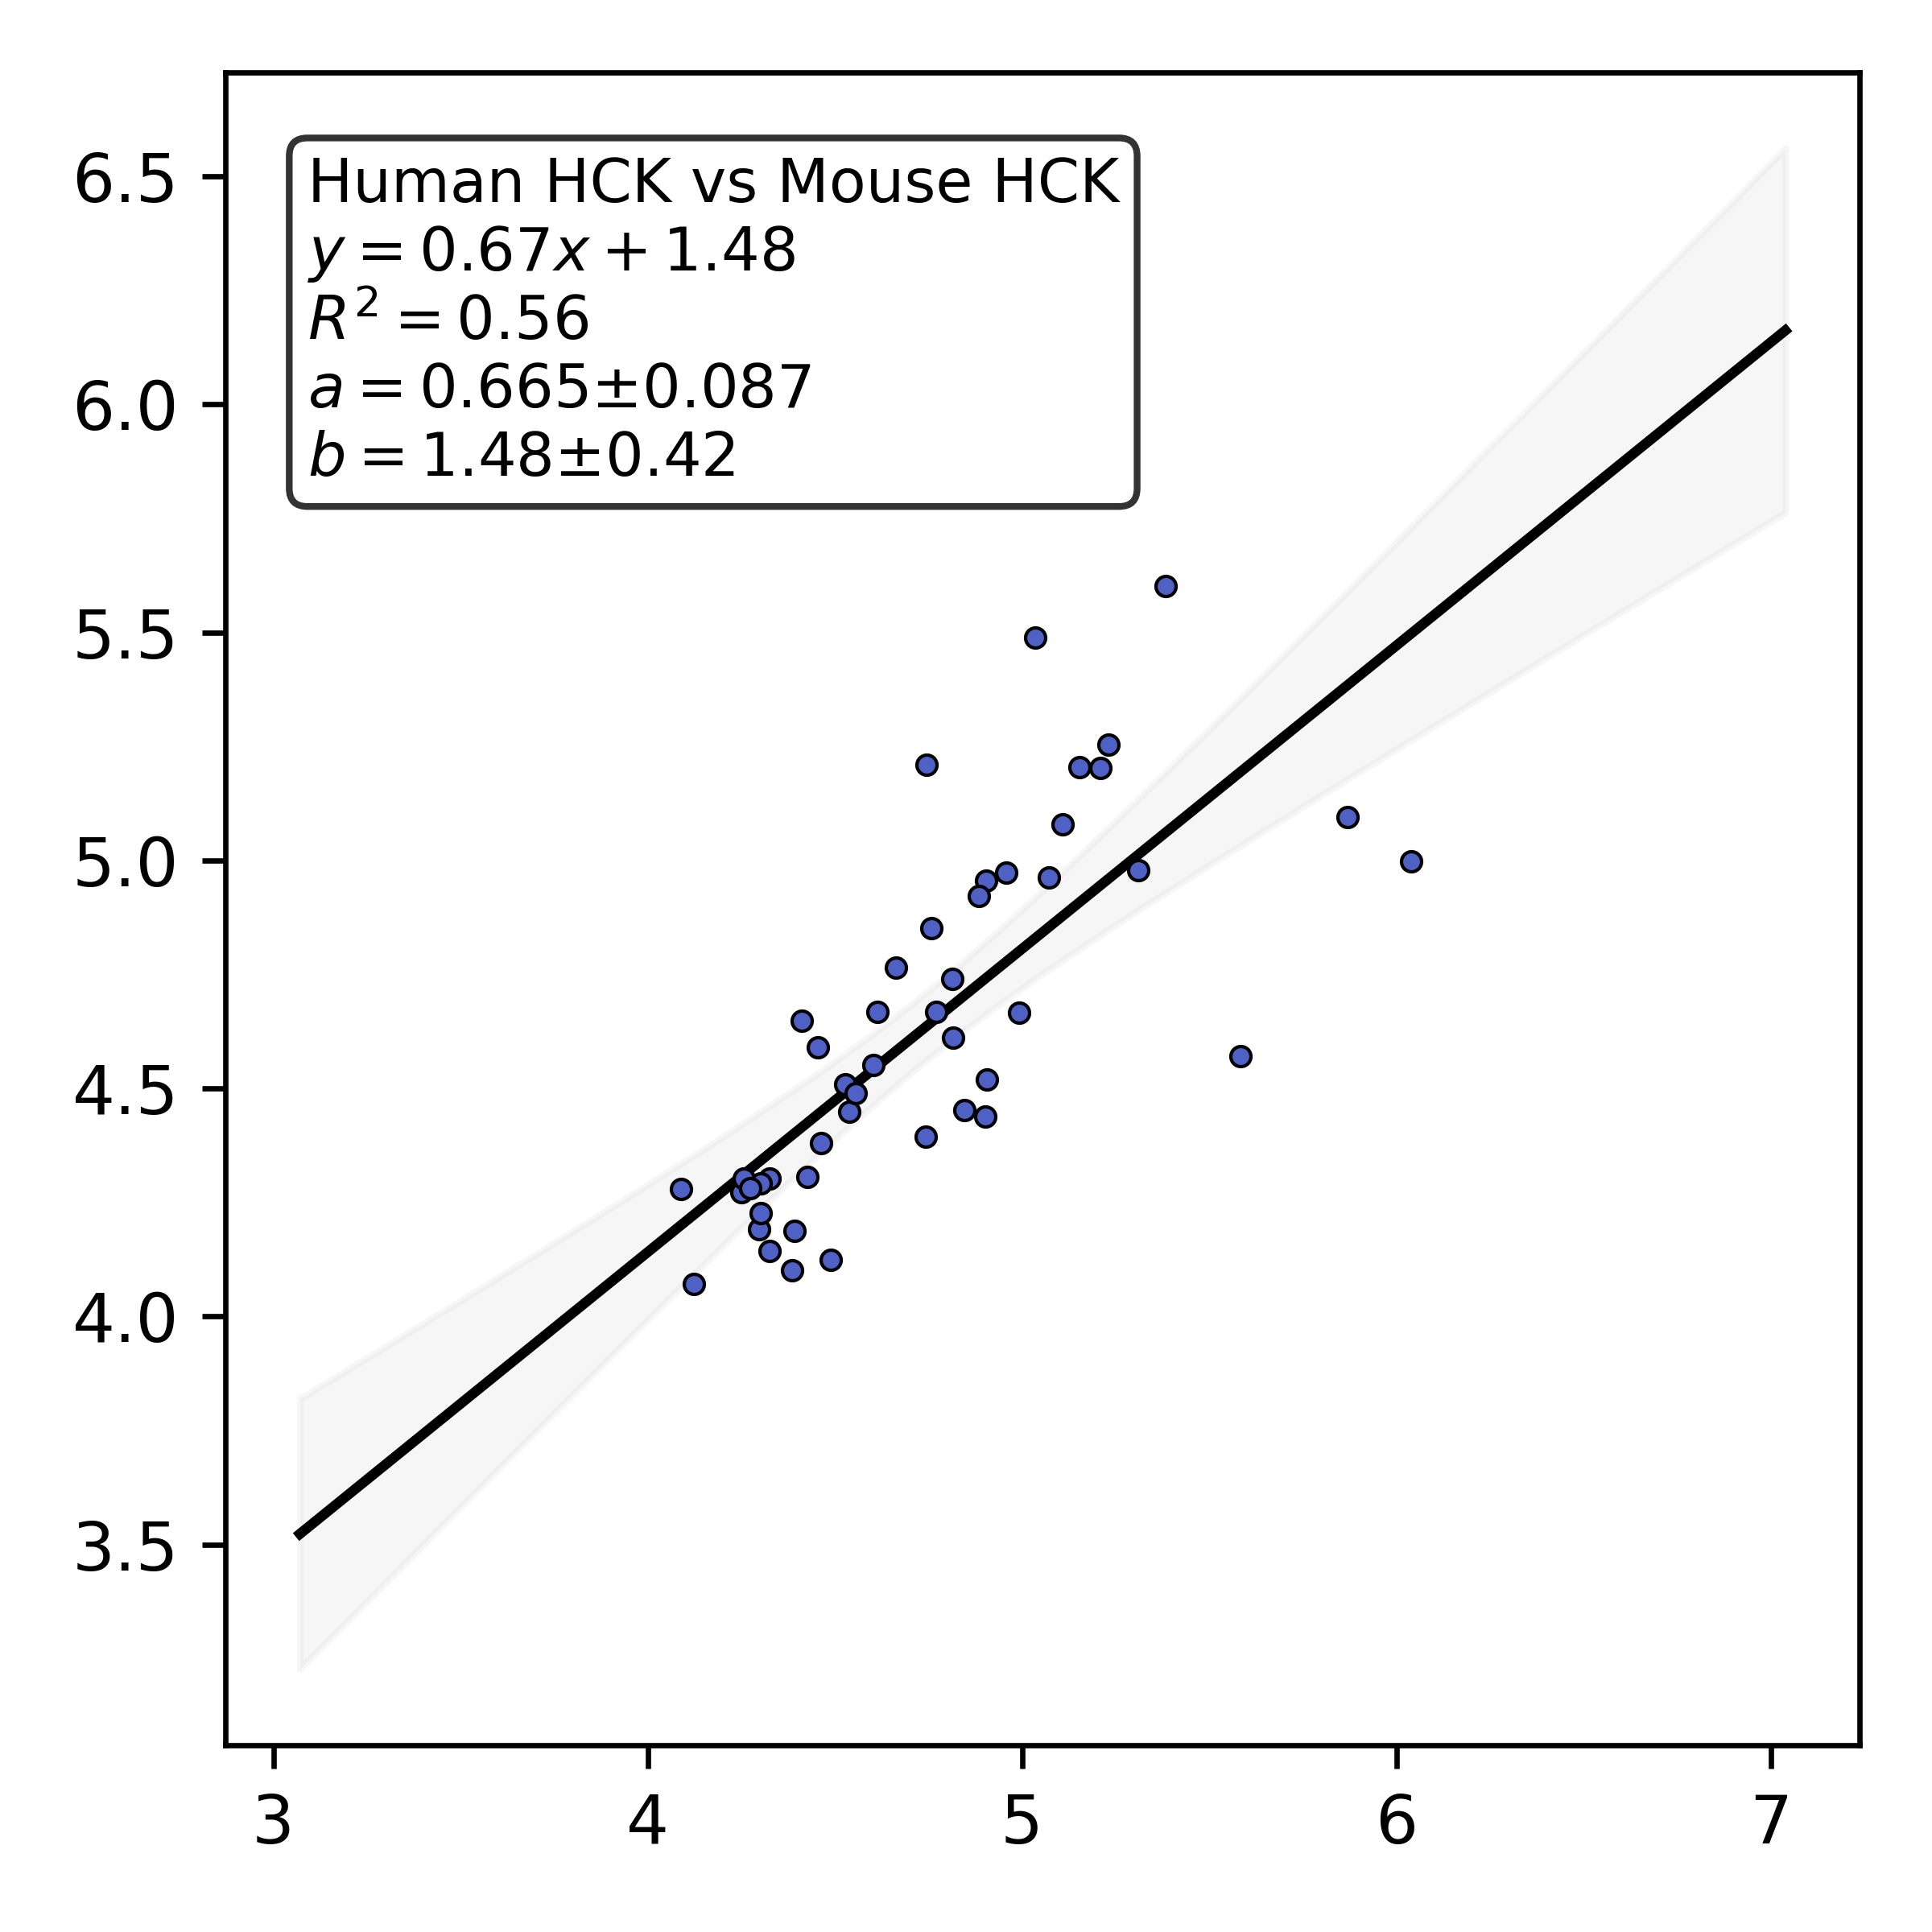 Human HCK vs Mouse HCK
y = 0.67x + 1.48
R² = 0.56
a = 0.665±0.087
b = 1.48±0.42
6.5
6.0
5.5
5.0
4.5
4.0
3.5
3 4 5 6 7